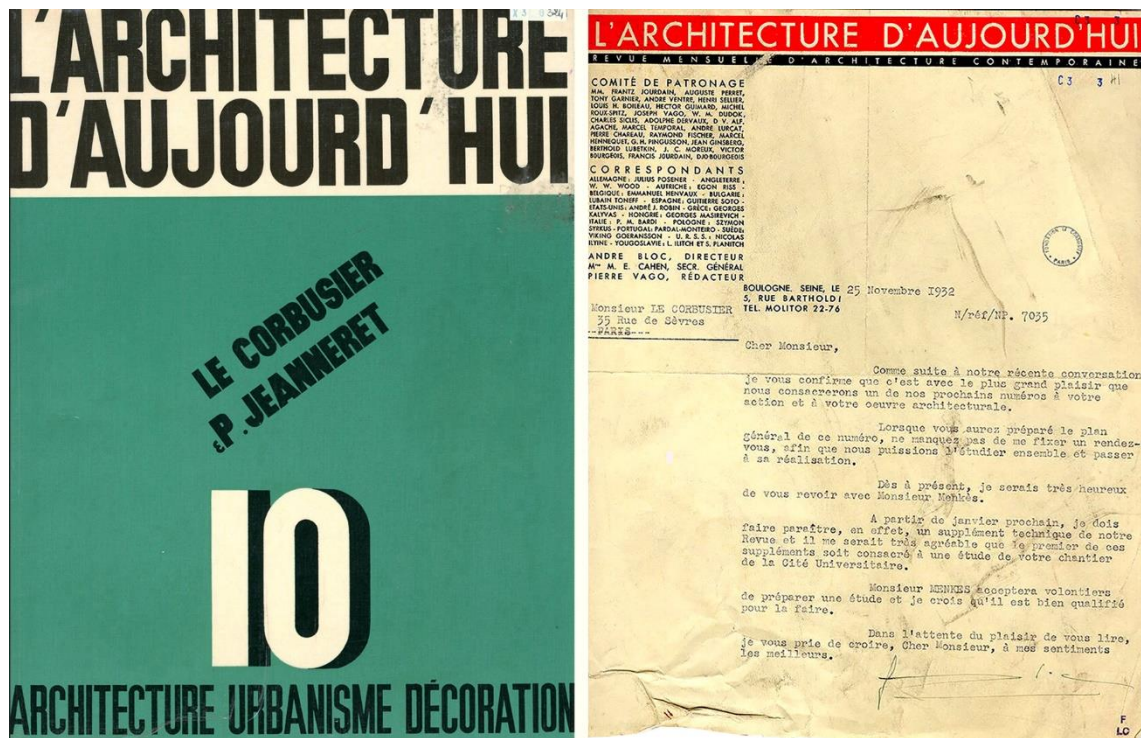 L'ARCHITECTURE
D'AUJOURD'HUI
LE CORBUSIER
& P. JEANNERET
10
ARCHITECTURE URBANISME DÉCORATION
L'ARCHITECTURE D'AUJOURD'HUI
REVUE MENSUELLE D'ARCHITECTURE CONTEMPORAINE
C3 3
COMITÉ DE PATRONAGE
MM. FRANTZ JOURDAIN, AUGUSTE PERRET,
TONY GARNIER, ANDRE VENTRE, HENRI SELLIER,
LOUIS H. BOILEAU, HECTOR GUIMARD, MICHEL
ROUX-SPITZ, JOSEPH VAGO, W. M. DUDOK,
CHARLES SICLIS, ADOLPHE DERVAUX, D. V. ALF.
AGACHE, MARCEL TEMPORAL, ANDRE LURÇAT,
PIERRE CHAREAU, RAYMOND FISCHER, MARCEL
HENNEQUET, G. H. PINGUSSON, JEAN GINSBERG,
BERTHOLD LUBETKIN, J. C. MOREUX, VICTOR
BOURGEOIS, FRANCIS JOURDAIN, DJO-BOURGEOIS
CORRESPONDANTS
ALLEMAGNE : JULIUS POSENER - ANGLETERRE :
W. W. WOOD - AUTRICHE : EGON RISS -
BELGIQUE : EMMANUEL HENVAUX - BULGARIE :
LUBAIN TONEFF - ESPAGNE : GUITIERRE SOTO -
ETATS-UNIS : ANDRÉ J. ROBIN - GRÈCE : GEORGES
KALYVAS - HONGRIE : GEORGES MASIREVICH -
ITALIE : P. M. BARDI - POLOGNE : SZYMON
SYRKUS - PORTUGAL : PARDAL-MONTEIRO - SUÈDE :
VIKING GOERANSSON - U. R. S. S. : NICOLAS
ILYINE - YOUGOSLAVIE : L. ILITCH ET S. PLANITCH
ANDRE BLOC, DIRECTEUR
Mme M. E. CAHEN, SECR. GÉNÉRAL
PIERRE VAGO, RÉDACTEUR
BOULOGNE, SEINE, LE 25 Novembre 1932
5, RUE BARTHOLDI
TEL. MOLITOR 22-76
Monsieur LE CORBUSIER
35 Rue de Sèvres
--PARIS---
N/réf/NP. 7035
FONDATION LE CORBUSIER
PARIS
Cher Monsieur,
Comme suite à notre récente conversation
je vous confirme que c'est avec le plus grand plaisir que
nous consacrerons un de nos prochains numéros à votre
action et à votre oeuvre architecturale.
Lorsque vous aurez préparé le plan
général de ce numéro, ne manquez pas de me fixer un rendez-
vous, afin que nous puissions l'étudier ensemble et passer
à sa réalisation.
Dès à présent, je serais très heureux
de vous revoir avec Monsieur Menkès.
A partir de janvier prochain, je dois
faire paraître, en effet, un supplément technique de notre
Revue et il me serait très agréable que le premier de ces
suppléments soit consacré à une étude de votre chantier
de la Cité Universitaire.
Monsieur MENKES acceptera volontiers
de préparer une étude et je crois qu'il est bien qualifié
pour la faire.
Dans l'attente du plaisir de vous lire,
je vous prie de croire, Cher Monsieur, à mes sentiments
les meilleurs.
F
LC